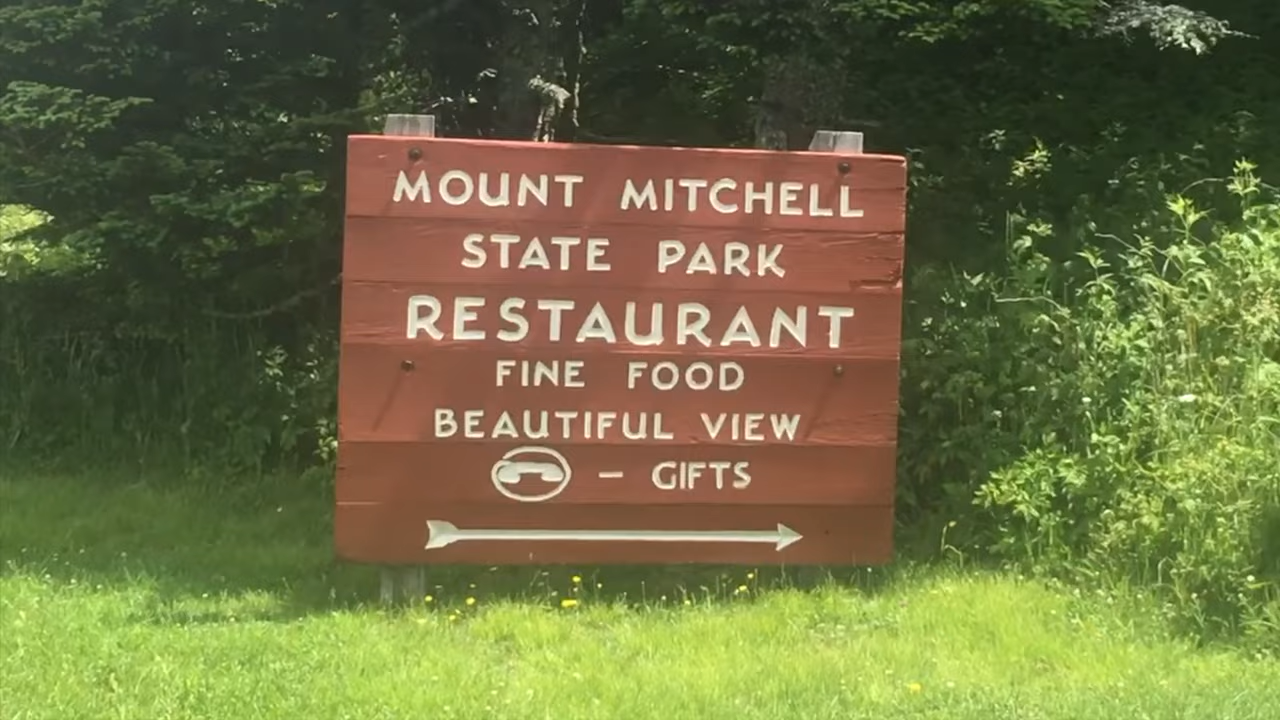 MOUNT MITCHELL
STATE PARK
RESTAURANT
FINE FOOD
BEAUTIFUL VIEW
– GIFTS